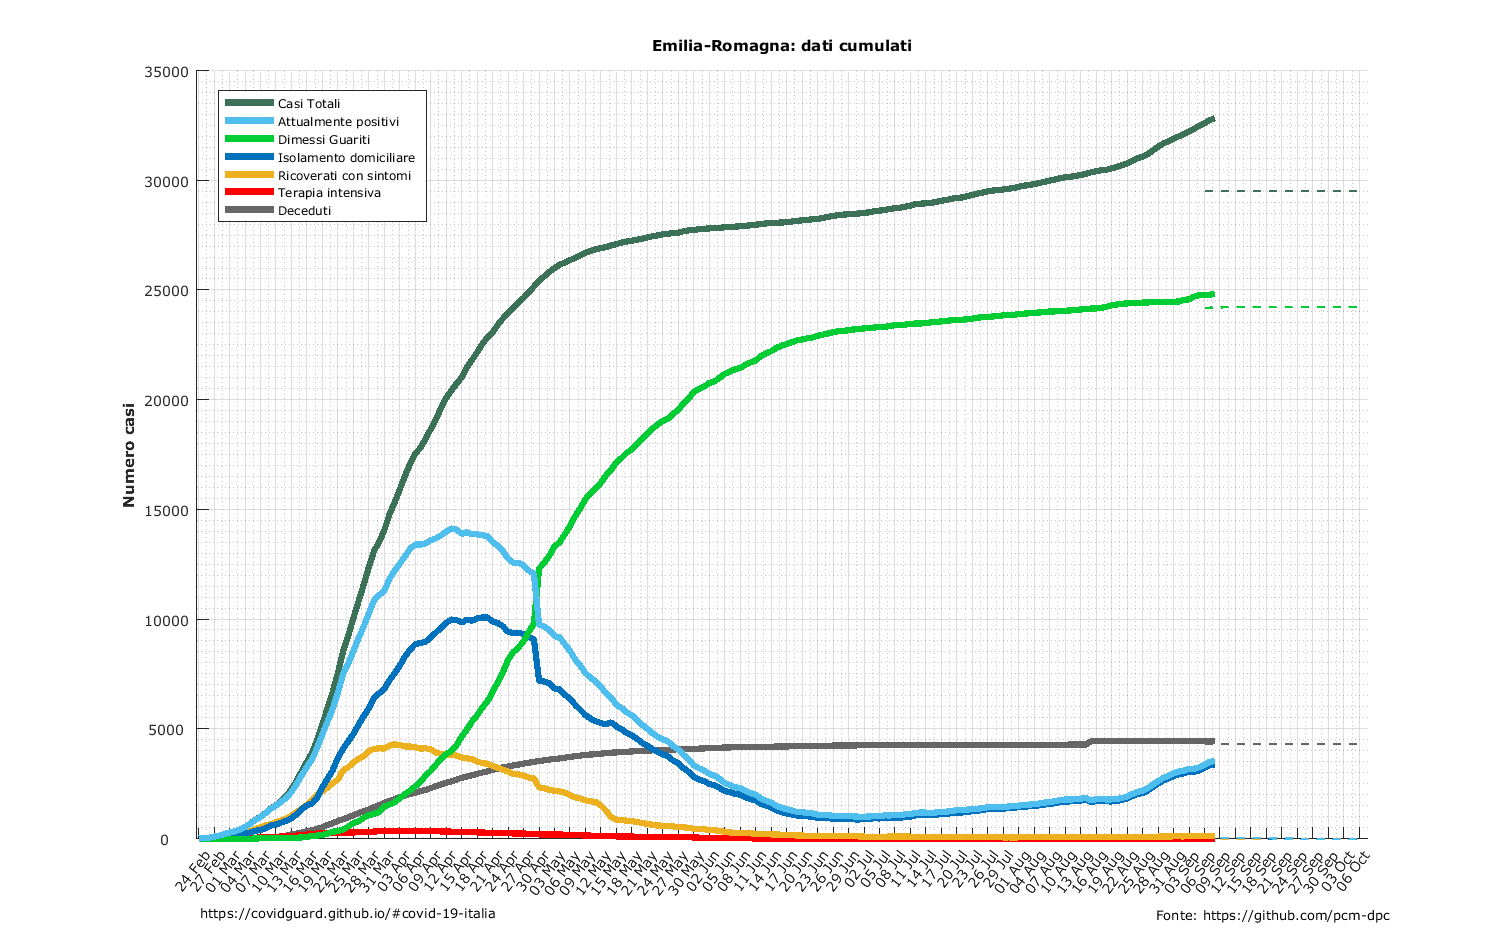 Emilia-Romagna: dati cumulati
35000
30000
25000
20000
15000
10000
5000
0
Numero casi
Casi Totali
Attualmente positivi
Dimessi Guariti
Isolamento domiciliare
Ricoverati con sintomi
Terapia intensiva
Deceduti
24 Feb
27 Feb
01 Mar
04 Mar
07 Mar
10 Mar
13 Mar
16 Mar
19 Mar
22 Mar
25 Mar
28 Mar
31 Mar
03 Apr
06 Apr
09 Apr
12 Apr
15 Apr
18 Apr
21 Apr
24 Apr
27 Apr
30 Apr
03 May
06 May
09 May
12 May
15 May
18 May
21 May
24 May
27 May
30 May
02 Jun
05 Jun
08 Jun
11 Jun
14 Jun
17 Jun
20 Jun
23 Jun
26 Jun
29 Jun
02 Jul
05 Jul
08 Jul
11 Jul
14 Jul
17 Jul
20 Jul
23 Jul
26 Jul
29 Jul
01 Aug
04 Aug
07 Aug
10 Aug
13 Aug
16 Aug
19 Aug
22 Aug
25 Aug
28 Aug
31 Aug
03 Sep
06 Sep
09 Sep
12 Sep
15 Sep
18 Sep
21 Sep
24 Sep
27 Sep
30 Sep
03 Oct
06 Oct
https://covidguard.github.io/#covid-19-italia
Fonte: https://github.com/pcm-dpc